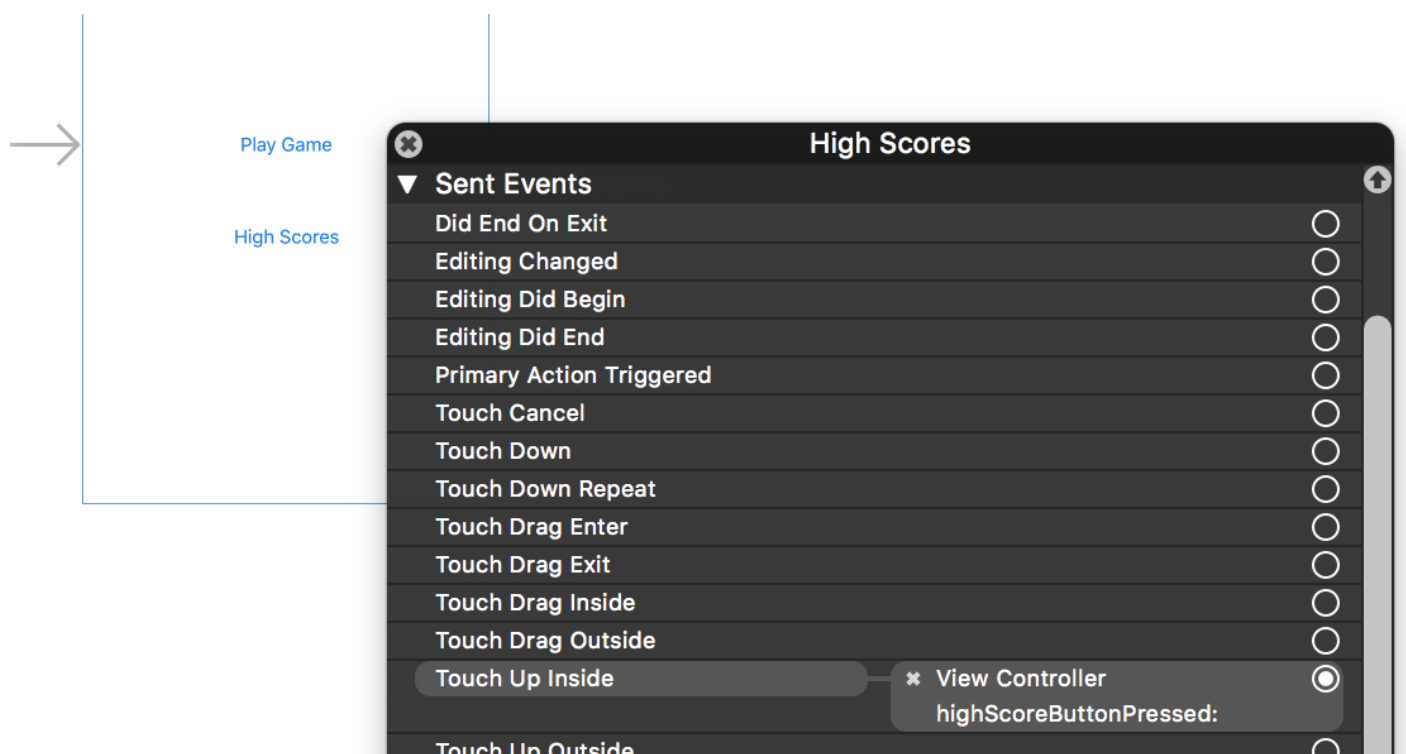 Play Game
High Scores
High Scores
Sent Events
Did End On Exit
Editing Changed
Editing Did Begin
Editing Did End
Primary Action Triggered
Touch Cancel
Touch Down
Touch Down Repeat
Touch Drag Enter
Touch Drag Exit
Touch Drag Inside
Touch Drag Outside
Touch Up Inside
View Controller
highScoreButtonPressed:
Touch Up Outside